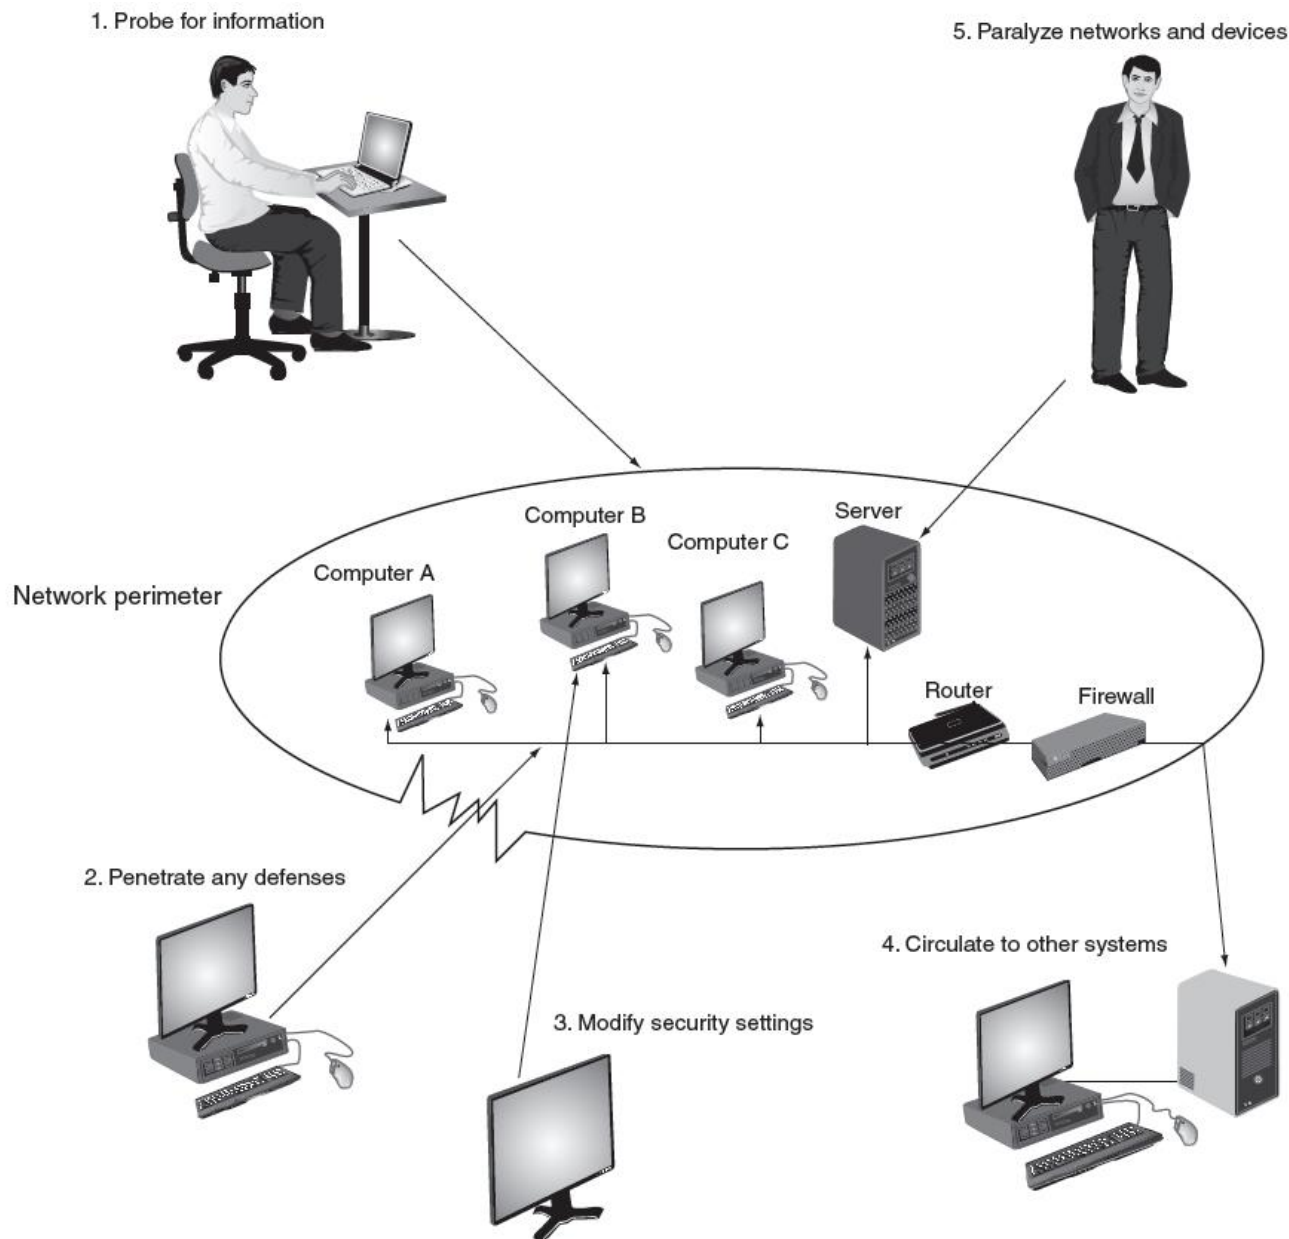 1. Probe for information
5. Paralyze networks and devices
Server
Computer B
Computer C
Computer A
Network perimeter
Router
Firewall
2. Penetrate any defenses
4. Circulate to other systems
3. Modify security settings